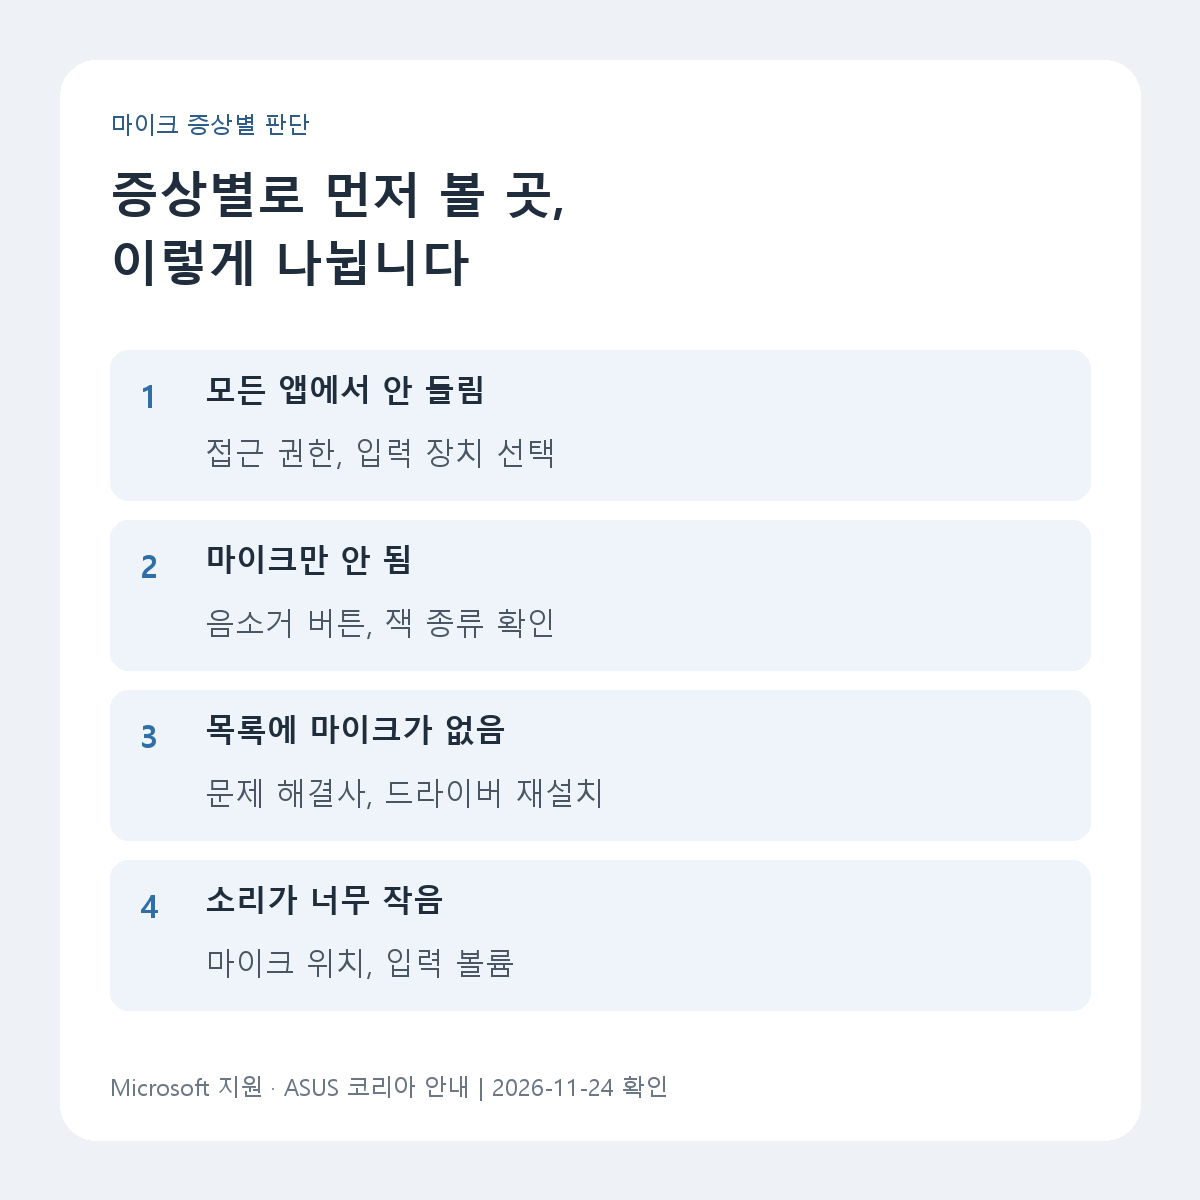 마이크 증상별 판단
증상별로 먼저 볼 곳,
이렇게 나뉩니다
1 모든 앱에서 안 들림
접근 권한, 입력 장치 선택
2 마이크만 안 됨
음소거 버튼, 잭 종류 확인
3 목록에 마이크가 없음
문제 해결사, 드라이버 재설치
4 소리가 너무 작음
마이크 위치, 입력 볼륨
Microsoft 지원 · ASUS 코리아 안내 | 2026-11-24 확인